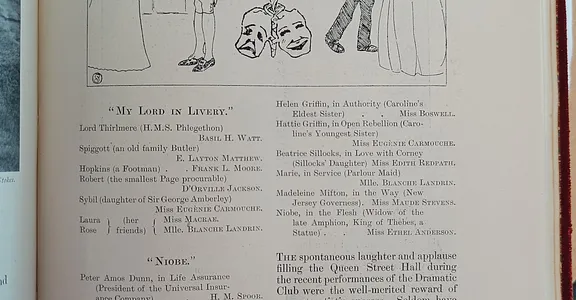 "My Lord in Livery."
Lord Thirlmere (H.M.S. Phlegethon)
Basil H. Watt.
Spiggott (an old family Butler)
E. Layton Matthew.
Hopkins (a Footman) . . Frank L. Moore.
Robert (the smallest Page procurable)
D'Orville Jackson.
Sybil (daughter of Sir George Amberley)
Miss Eugènie Carmouche.
Laura } (her { Miss Macrae.
Rose } friends) { Mlle. Blanche Landrin.
"Niobe."
Peter Amos Dunn, in Life Assurance
(President of the Universal Insur-
ance Company) . H. M. Spoor.
Helen Griffin, in Authority (Caroline's
Eldest Sister) . . Miss Boswell.
Hattie Griffin, in Open Rebellion (Caro-
line's Youngest Sister)
Miss Eugènie Carmouche.
Beatrice Sillocks, in Love with Corney
(Sillocks' Daughter) Miss Edith Redpath.
Marie, in Service (Parlour Maid)
Mlle. Blanche Landrin.
Madeleine Mifton, in the Way (New
Jersey Governess). Miss Maude Stevens.
Niobe, in the Flesh (Widow of the
late Amphion, King of Thebes, a
Statue) . . Miss Ethel Anderson.
The spontaneous laughter and applause
filling the Queen Street Hall during
the recent performances of the Dramatic
Club were the well-merited reward of